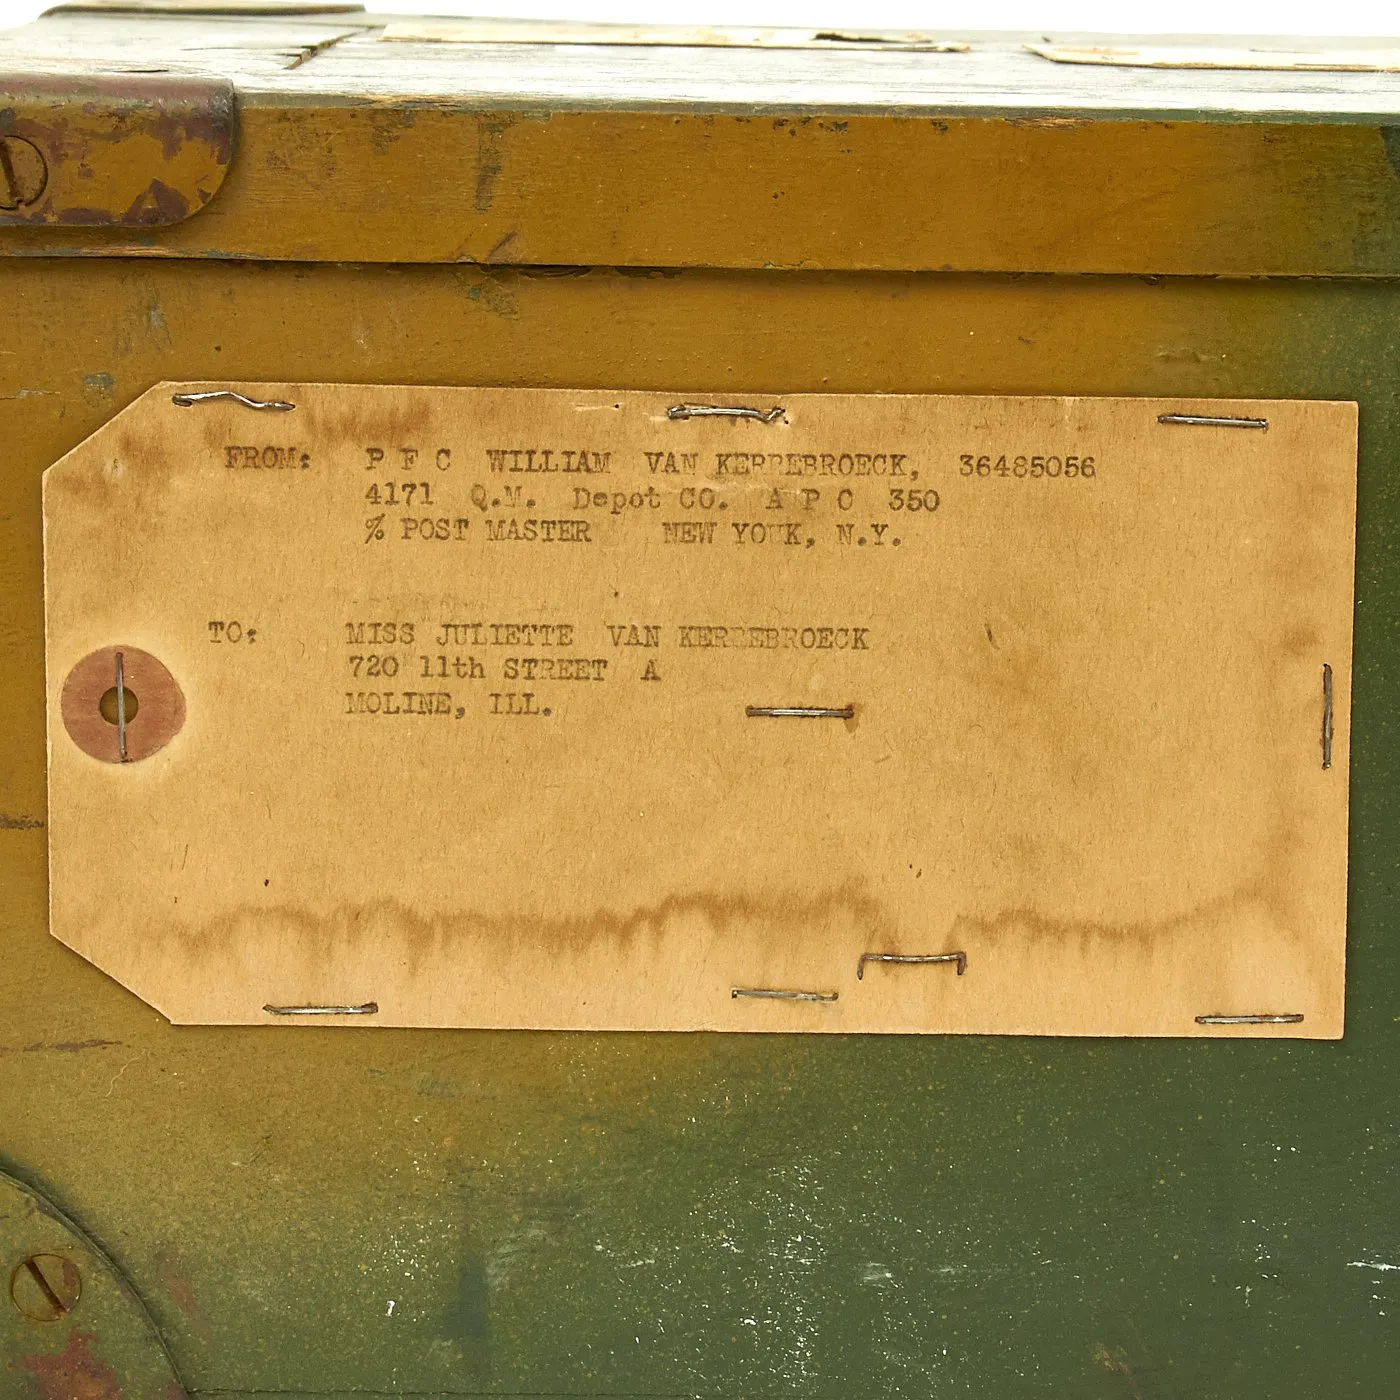 FROM: P F C WILLIAM VAN KERREBROECK, 36485056
4171 Q.M. Depot CO. A P O 350
% POST MASTER NEW YORK, N.Y.
TO: MISS JULIETTE VAN KERREBROECK
720 11th STREET A
MOLINE, ILL.